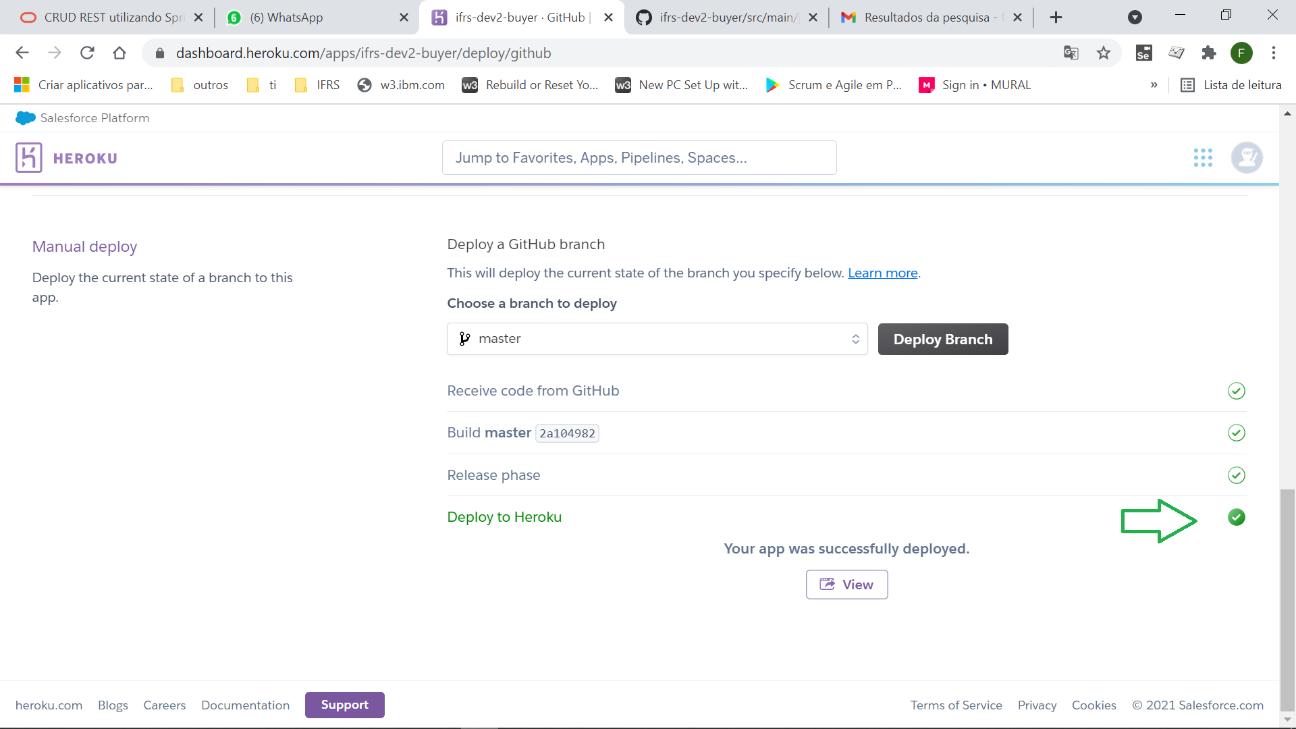 CRUD REST utilizando Spri
(6) WhatsApp
ifrs-dev2-buyer · GitHub |
ifrs-dev2-buyer/src/main/j
Resultados da pesquisa -
dashboard.heroku.com/apps/ifrs-dev2-buyer/deploy/github
Criar aplicativos par...
outros
ti
IFRS
w3.ibm.com
Rebuild or Reset Yo...
New PC Set Up wit...
Scrum e Agile em P...
Sign in • MURAL
»
Lista de leitura
Salesforce Platform
HEROKU
Jump to Favorites, Apps, Pipelines, Spaces...
Manual deploy
Deploy the current state of a branch to this
app.
Deploy a GitHub branch
This will deploy the current state of the branch you specify below. Learn more.
Choose a branch to deploy
master
Deploy Branch
Receive code from GitHub
Build master 2a104982
Release phase
Deploy to Heroku
Your app was successfully deployed.
View
heroku.com
Blogs
Careers
Documentation
Support
Terms of Service
Privacy
Cookies
© 2021 Salesforce.com